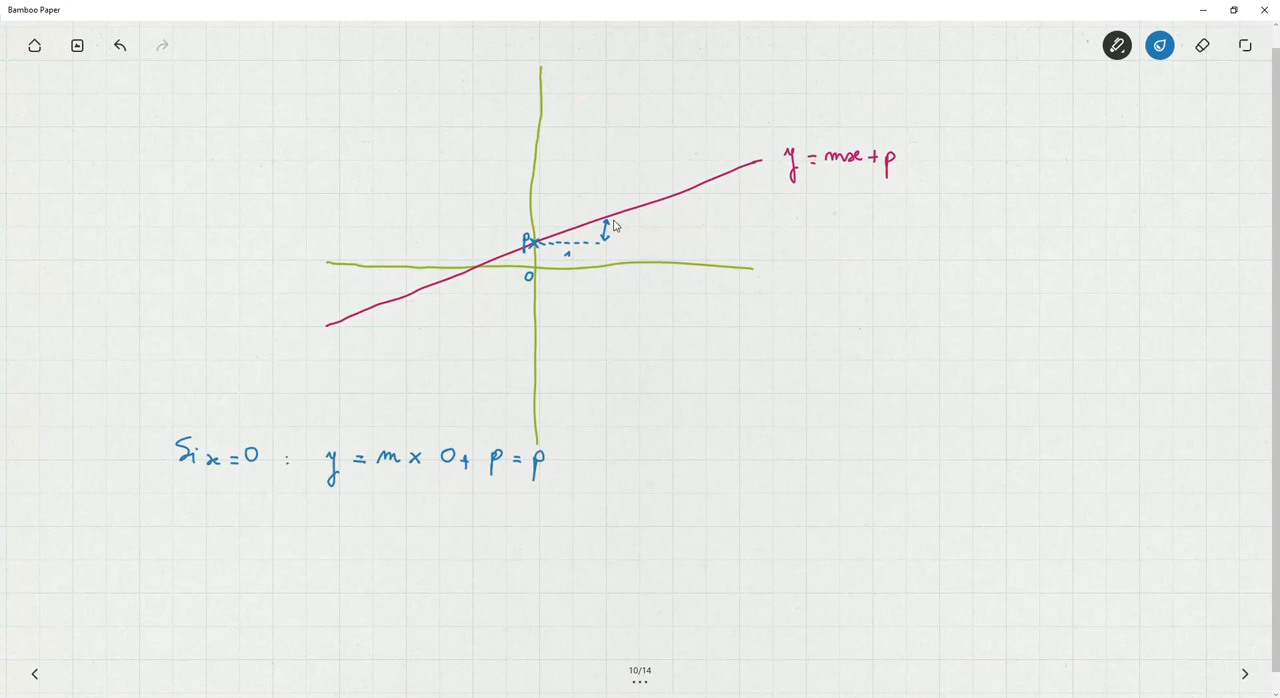 Bamboo Paper
y = mx + p
p
1
0
Si x = 0 : y = m × 0 + p = p
10/14